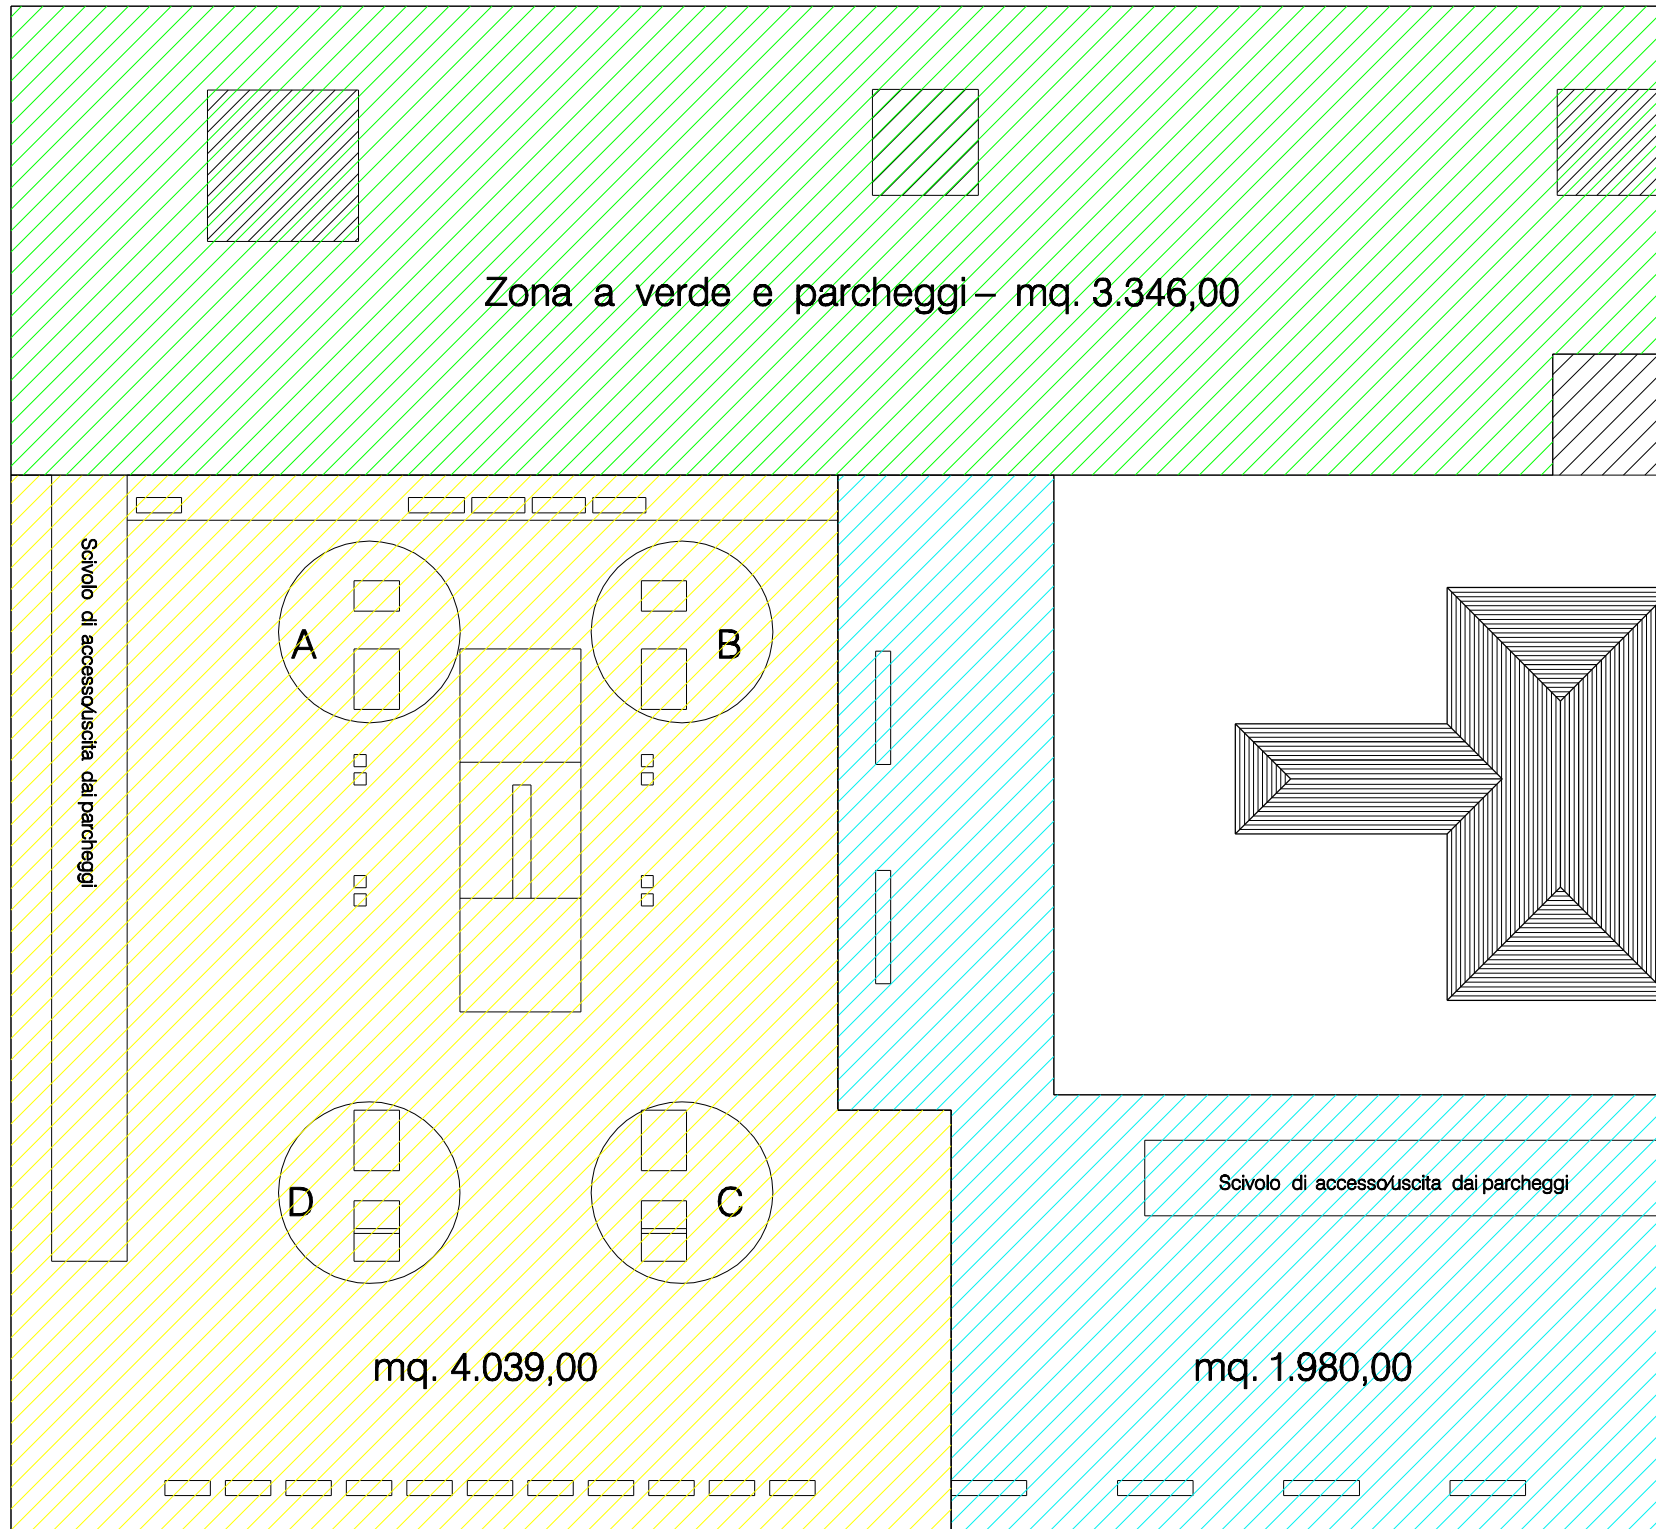 Zona a verde e parcheggi – mq. 3.346,00
Scivolo di accesso/uscita dai parcheggi
A
B
D
C
Scivolo di accesso/uscita dai parcheggi
mq. 4.039,00
mq. 1.980,00